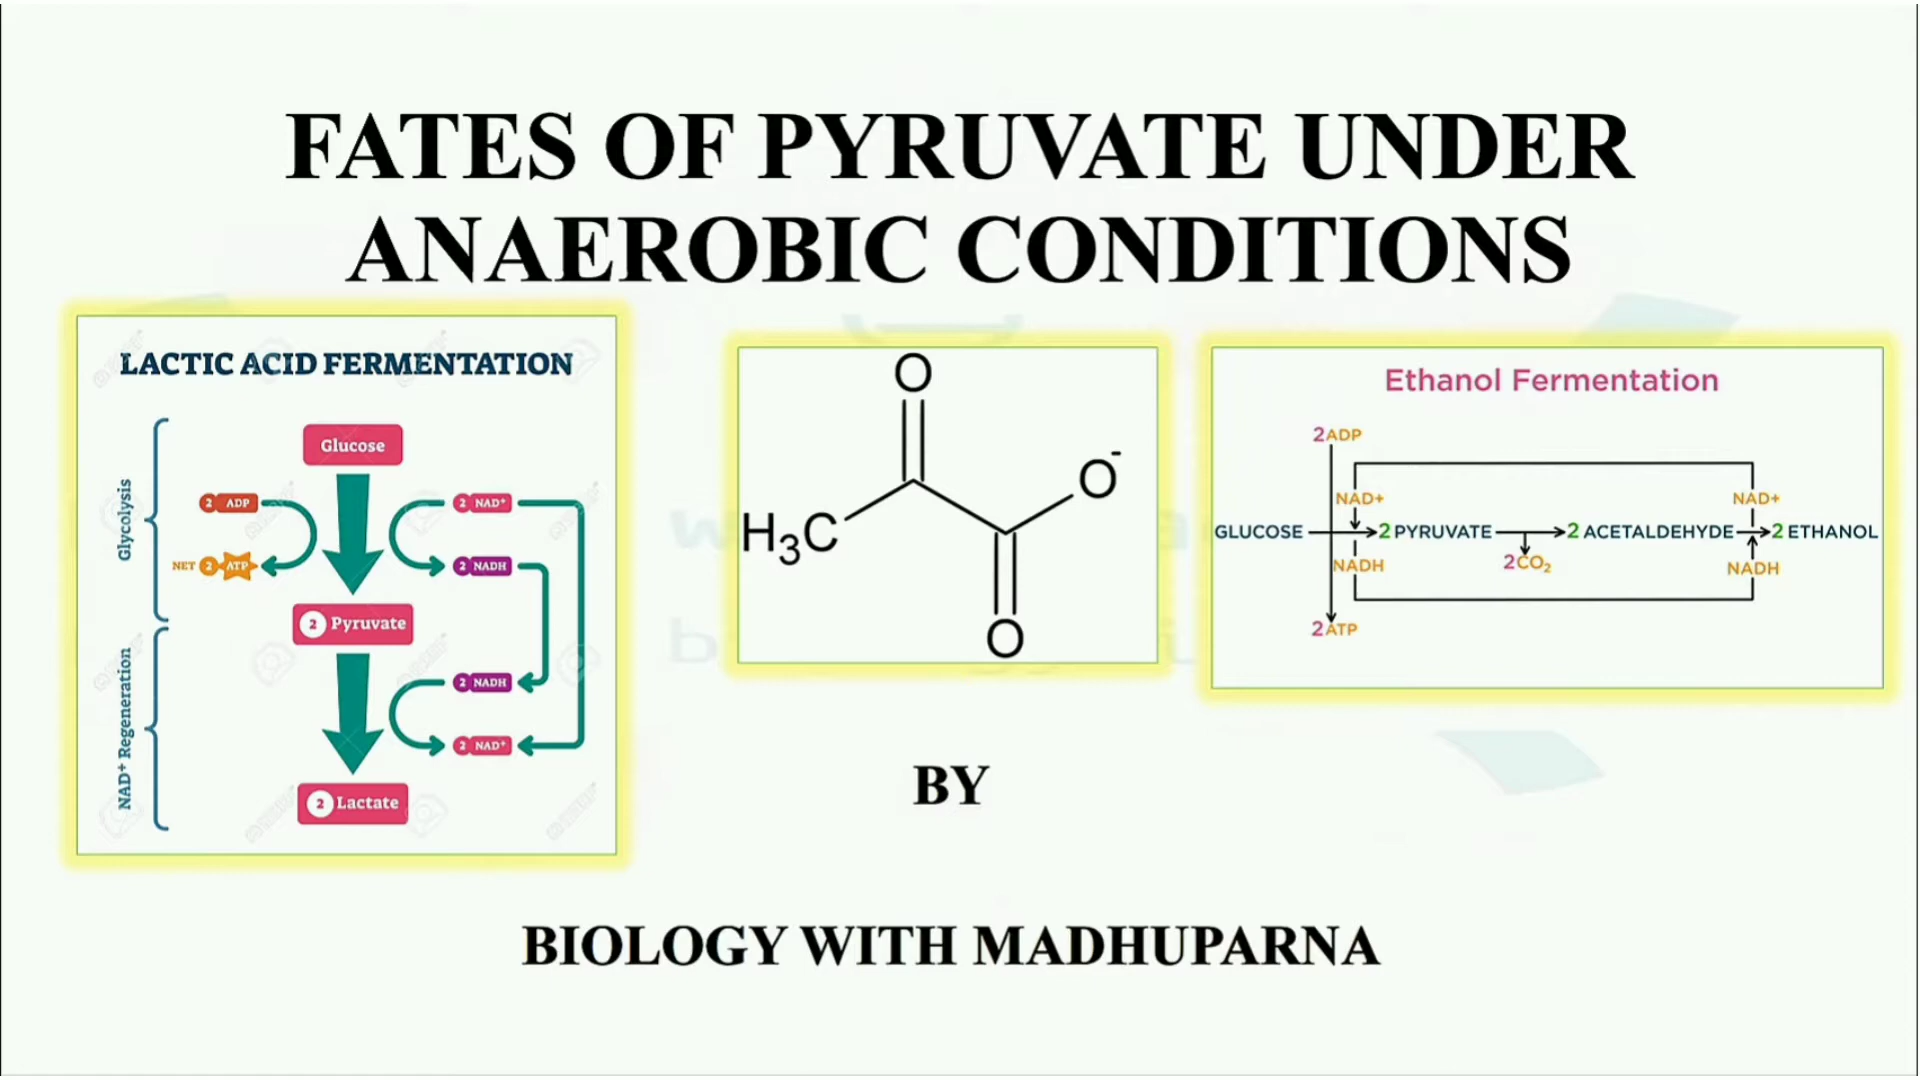 FATES OF PYRUVATE UNDER
ANAEROBIC CONDITIONS
LACTIC ACID FERMENTATION
Glycolysis
Glucose
2 ADP
2 NAD⁺
NET 2 ATP
2 NADH
2 Pyruvate
NAD⁺ Regeneration
2 NADH
2 NAD⁺
2 Lactate
O
O⁻
H₃C
O
Ethanol Fermentation
2ADP
NAD+
NAD+
GLUCOSE 2 PYRUVATE 2 ACETALDEHYDE 2 ETHANOL
NADH
2CO₂
NADH
2ATP
BY
BIOLOGY WITH MADHUPARNA